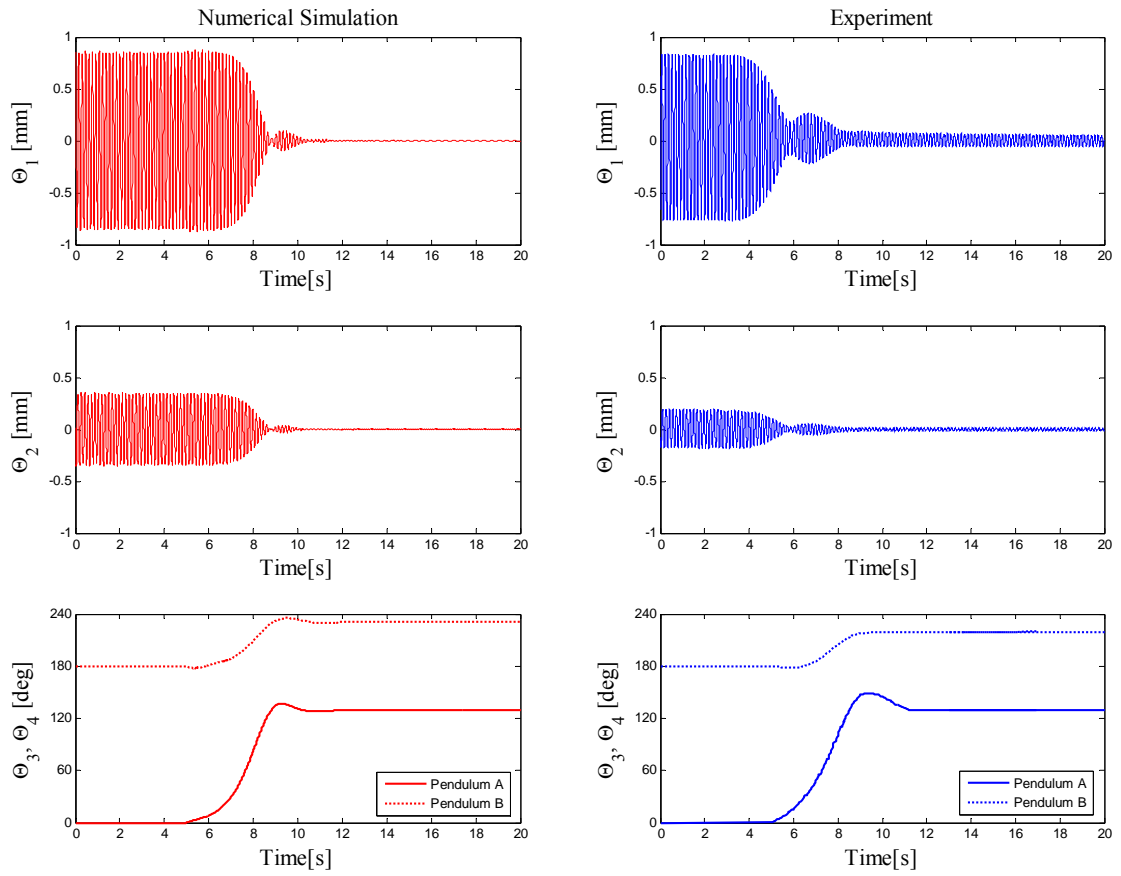 Numerical Simulation
Experiment
1
0.5
0
-0.5
-1
Θ1 [mm]
0 2 4 6 8 10 12 14 16 18 20
Time[s]
1
0.5
0
-0.5
-1
Θ1 [mm]
0 2 4 6 8 10 12 14 16 18 20
Time[s]
1
0.5
0
-0.5
-1
Θ2 [mm]
0 2 4 6 8 10 12 14 16 18 20
Time[s]
1
0.5
0
-0.5
-1
Θ2 [mm]
0 2 4 6 8 10 12 14 16 18 20
Time[s]
240
180
120
60
0
Θ3, Θ4 [deg]
Pendulum A
Pendulum B
0 2 4 6 8 10 12 14 16 18 20
Time[s]
240
180
120
60
0
Θ3, Θ4 [deg]
Pendulum A
Pendulum B
0 2 4 6 8 10 12 14 16 18 20
Time[s]